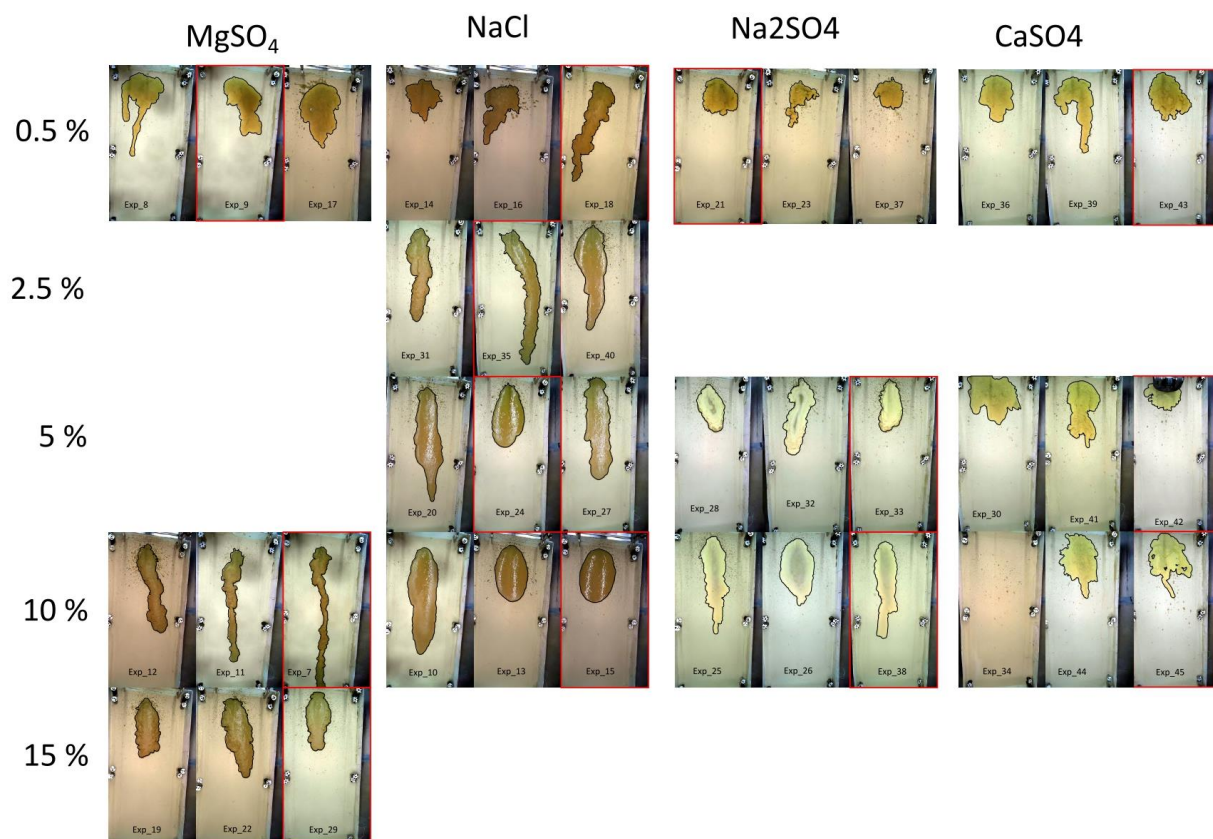 MgSO₄ NaCl Na2SO4 CaSO4
0.5 %
Exp_8 Exp_9 Exp_17 Exp_14 Exp_16 Exp_18 Exp_21 Exp_23 Exp_37 Exp_36 Exp_39 Exp_43
2.5 %
Exp_31 Exp_35 Exp_40
5 %
Exp_20 Exp_24 Exp_27 Exp_28 Exp_32 Exp_33 Exp_30 Exp_41 Exp_42
10 %
Exp_12 Exp_11 Exp_7 Exp_10 Exp_13 Exp_15 Exp_25 Exp_26 Exp_38 Exp_34 Exp_44 Exp_45
15 %
Exp_19 Exp_22 Exp_29